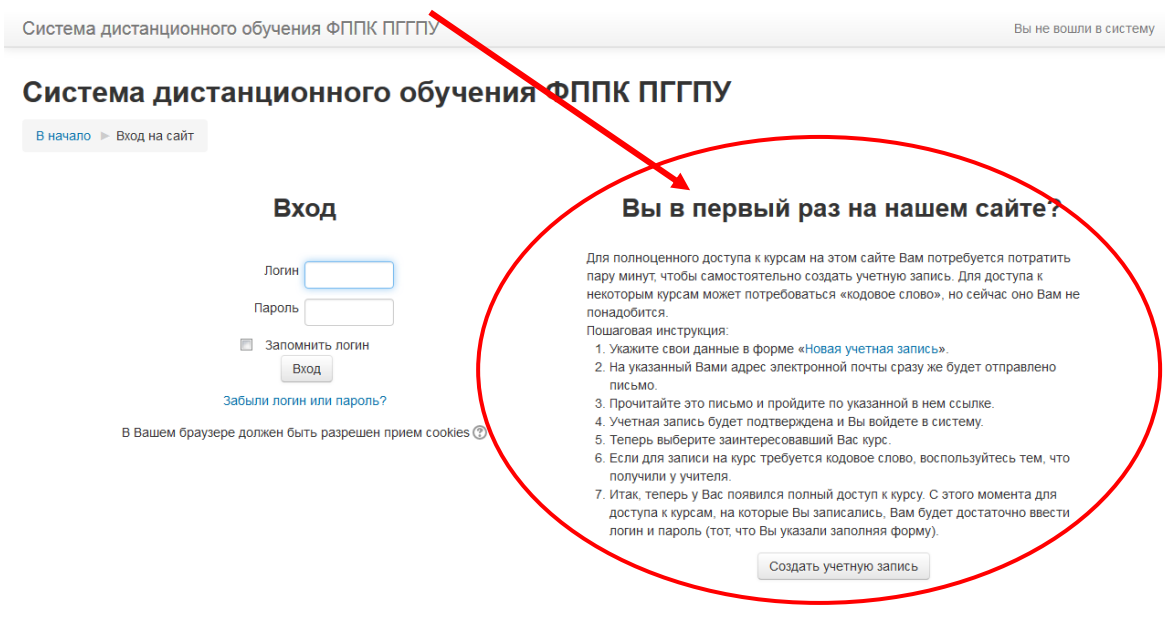 Система дистанционного обучения ФППК ПГГПУ
Вы не вошли в систему
Система дистанционного обучения ФППК ПГГПУ
В начало ► Вход на сайт
Вход
Логин
Пароль
Запомнить логин
Вход
Забыли логин или пароль?
В Вашем браузере должен быть разрешен прием cookies
Вы в первый раз на нашем сайте?
Для полноценного доступа к курсам на этом сайте Вам потребуется потратить
пару минут, чтобы самостоятельно создать учетную запись. Для доступа к
некоторым курсам может потребоваться «кодовое слово», но сейчас оно Вам не
понадобится.
Пошаговая инструкция:
1. Укажите свои данные в форме «Новая учетная запись».
2. На указанный Вами адрес электронной почты сразу же будет отправлено
письмо.
3. Прочитайте это письмо и пройдите по указанной в нем ссылке.
4. Учетная запись будет подтверждена и Вы войдете в систему.
5. Теперь выберите заинтересовавший Вас курс.
6. Если для записи на курс требуется кодовое слово, воспользуйтесь тем, что
получили у учителя.
7. Итак, теперь у Вас появился полный доступ к курсу. С этого момента для
доступа к курсам, на которые Вы записались, Вам будет достаточно ввести
логин и пароль (тот, что Вы указали заполняя форму).
Создать учетную запись